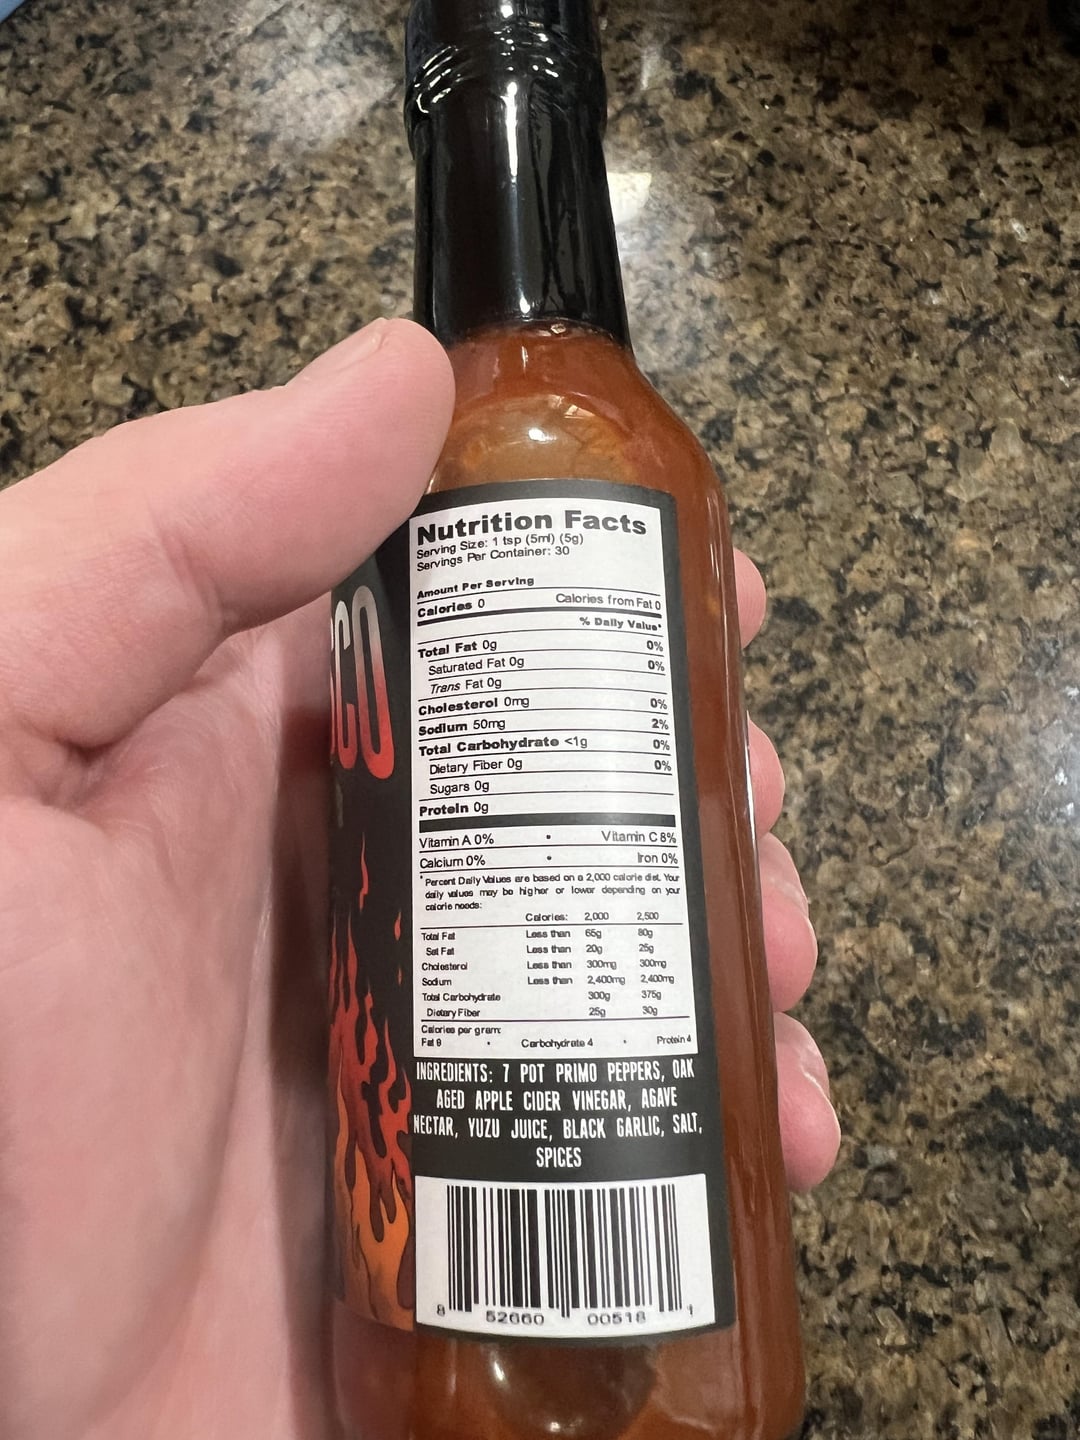 CO
Nutrition Facts
Serving Size: 1 tsp (5ml) (5g)
Servings Per Container: 30
Amount Per Serving
Calories 0 Calories from Fat 0
% Daily Value*
Total Fat 0g 0%
Saturated Fat 0g 0%
Trans Fat 0g
Cholesterol 0mg 0%
Sodium 50mg 2%
Total Carbohydrate <1g 0%
Dietary Fiber 0g 0%
Sugars 0g
Protein 0g
Vitamin A 0% • Vitamin C 8%
Calcium 0% • Iron 0%
* Percent Daily Values are based on a 2,000 calorie diet. Your
daily values may be higher or lower depending on your
calorie needs:
Calories: 2,000 2,500
Total Fat Less than 65g 80g
Sat Fat Less than 20g 25g
Cholesterol Less than 300mg 300mg
Sodium Less than 2,400mg 2,400mg
Total Carbohydrate 300g 375g
Dietary Fiber 25g 30g
Calories per gram:
Fat 9 • Carbohydrate 4 • Protein 4
INGREDIENTS: 7 POT PRIMO PEPPERS, OAK
AGED APPLE CIDER VINEGAR, AGAVE
NECTAR, YUZU JUICE, BLACK GARLIC, SALT,
SPICES
8 52660 00518 1